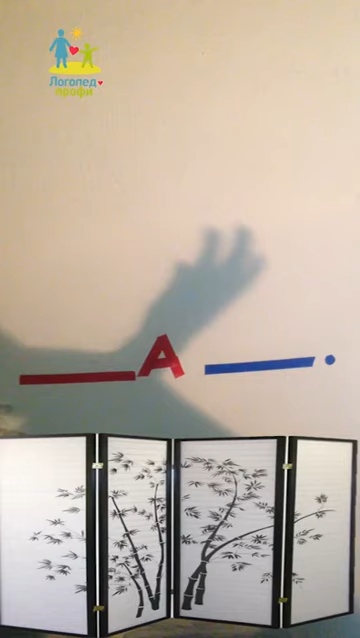 Логопед
профи
А